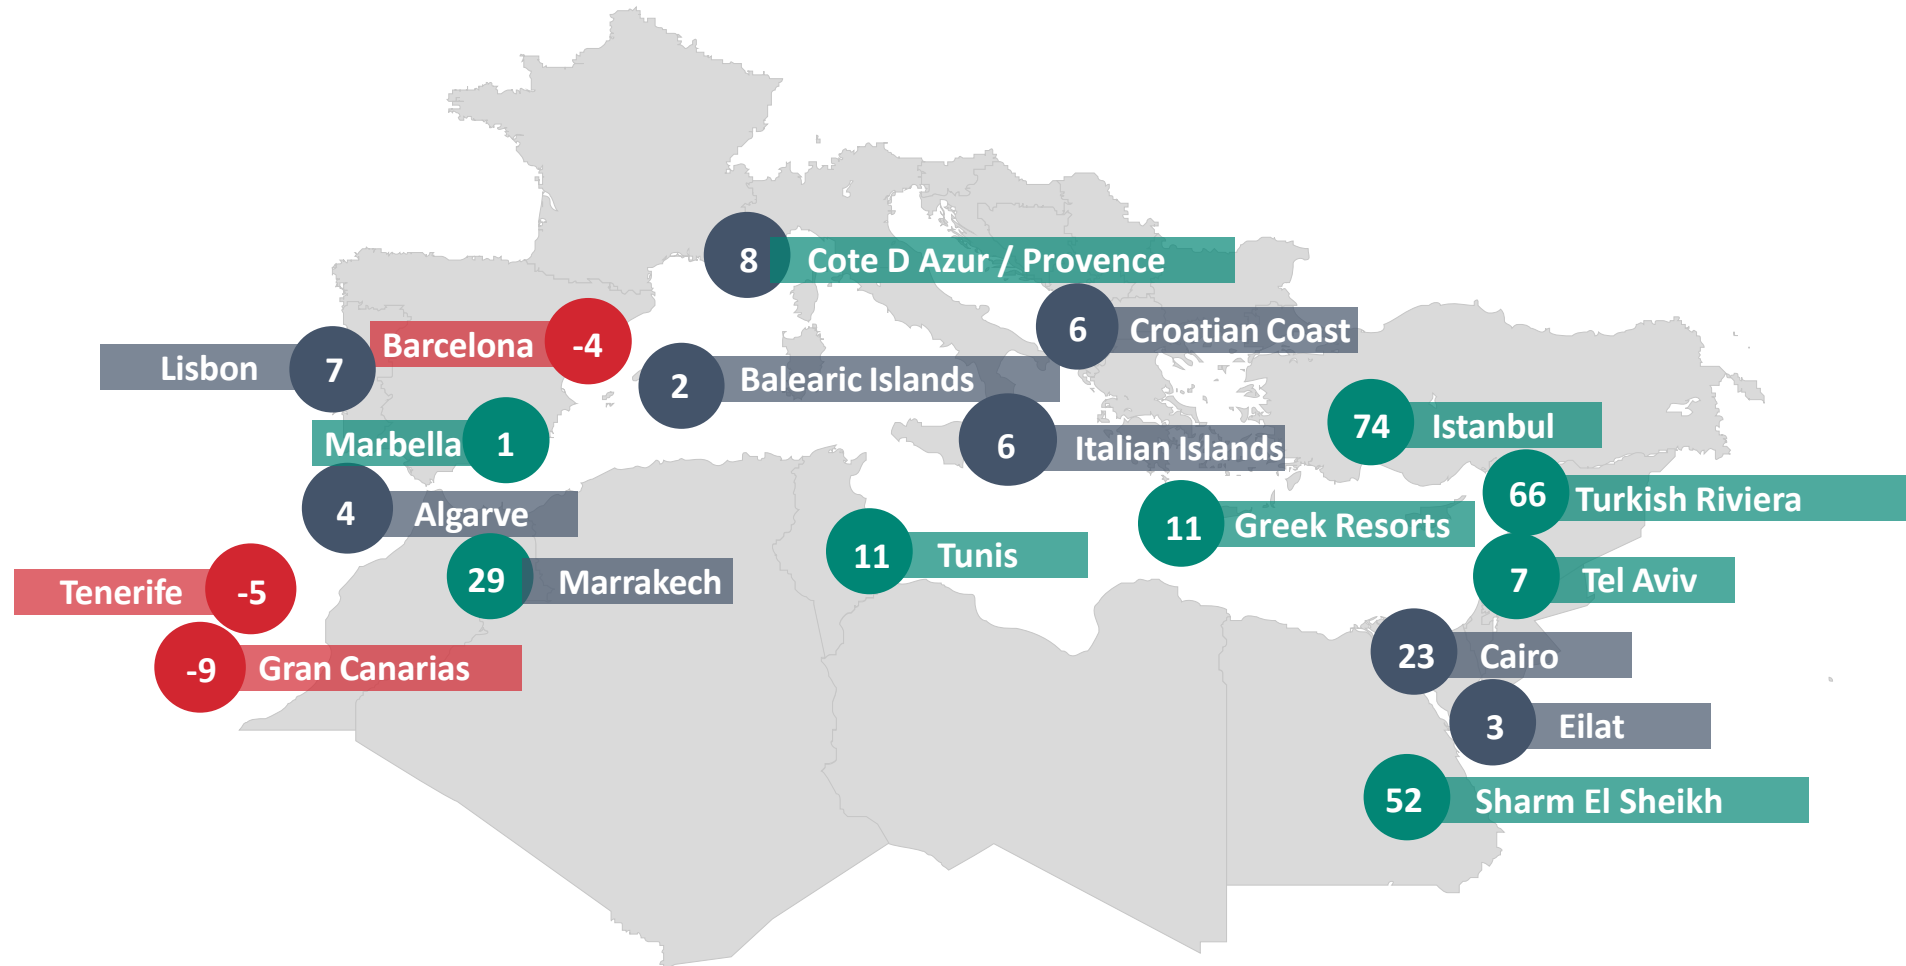 8 Cote D Azur / Provence
Barcelona -4
6 Croatian Coast
Lisbon 7
2 Balearic Islands
74 Istanbul
Marbella 1
6 Italian Islands
66 Turkish Riviera
4 Algarve
11 Greek Resorts
11 Tunis
29 Marrakech
7 Tel Aviv
Tenerife -5
23 Cairo
-9 Gran Canarias
3 Eilat
52 Sharm El Sheikh